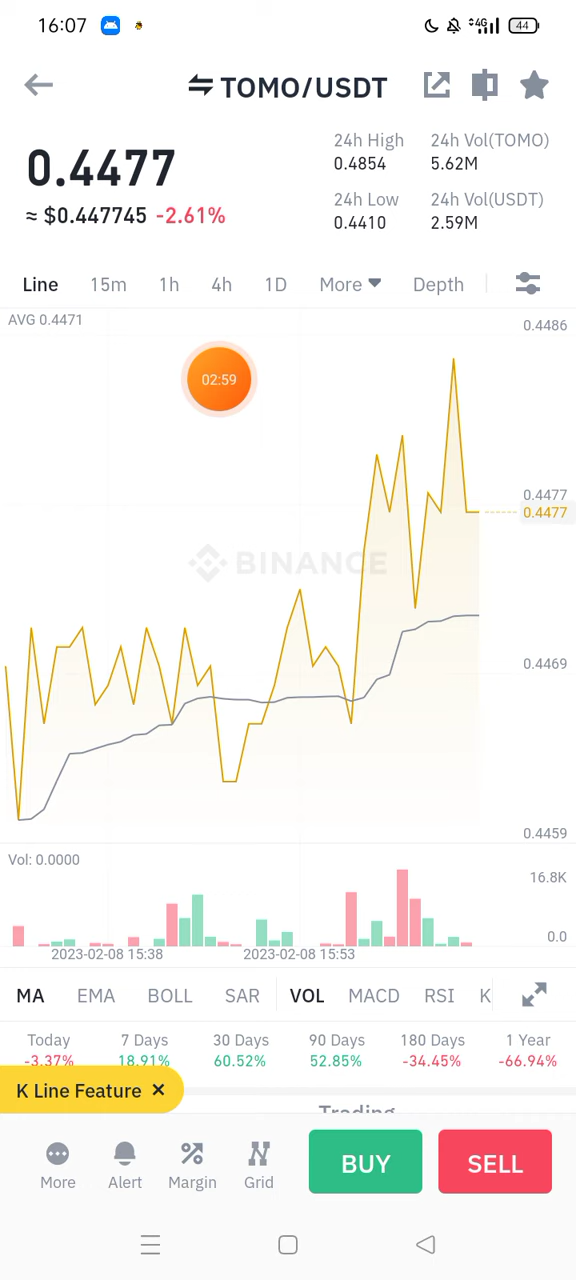 16:07
4G 44
TOMO/USDT
0.4477
≈ $0.447745 -2.61%
24h High
0.4854
24h Vol(TOMO)
5.62M
24h Low
0.4410
24h Vol(USDT)
2.59M
Line 15m 1h 4h 1D More Depth
AVG 0.4471
0.4486
02:59
0.4477
0.4477
BINANCE
0.4469
0.4459
Vol: 0.0000
16.8K
0.0
2023-02-08 15:38 2023-02-08 15:53
MA EMA BOLL SAR VOL MACD RSI K
Today 7 Days 30 Days 90 Days 180 Days 1 Year
-3.37% 18.91% 60.52% 52.85% -34.45% -66.94%
K Line Feature ✕
Trading
More Alert Margin Grid
BUY SELL